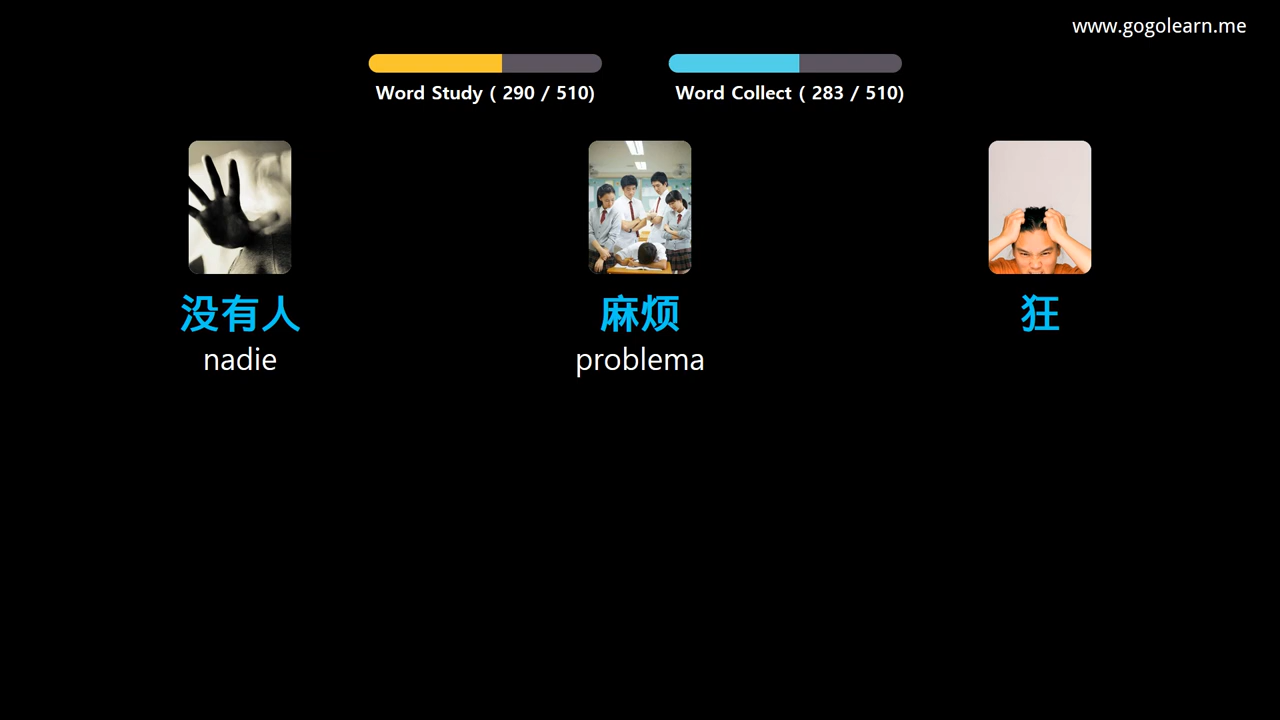 www.gogolearn.me
Word Study ( 290 / 510)
Word Collect ( 283 / 510)
没有人
麻烦
狂
nadie
problema